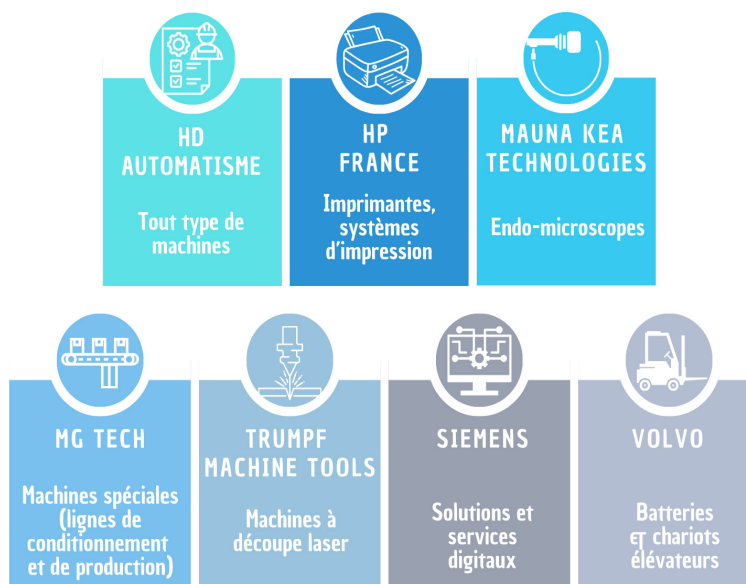 HD
AUTOMATISME
Tout type de
machines
HP
FRANCE
Imprimantes,
systèmes
d'impression
MAUNA KEA
TECHNOLOGIES
Endo-microscopes
MG TECH
Machines spéciales
(lignes de
conditionnement
et de production)
TRUMPF
MACHINE TOOLS
Machines à
découpe laser
SIEMENS
Solutions et
services
digitaux
VOLVO
Batteries
et chariots
élévateurs